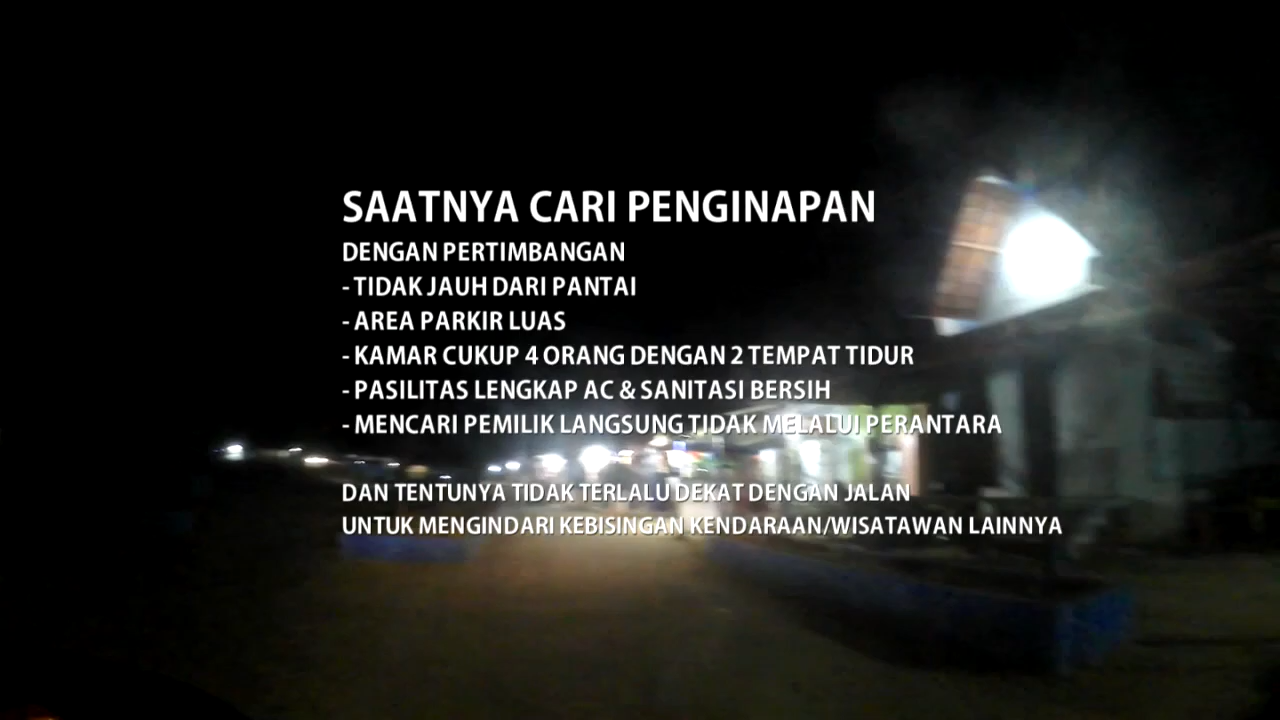 SAATNYA CARI PENGINAPAN
DENGAN PERTIMBANGAN
- TIDAK JAUH DARI PANTAI
- AREA PARKIR LUAS
- KAMAR CUKUP 4 ORANG DENGAN 2 TEMPAT TIDUR
- PASILITAS LENGKAP AC & SANITASI BERSIH
- MENCARI PEMILIK LANGSUNG TIDAK MELALUI PERANTARA
DAN TENTUNYA TIDAK TERLALU DEKAT DENGAN JALAN
UNTUK MENGINDARI KEBISINGAN KENDARAAN/WISATAWAN LAINNYA